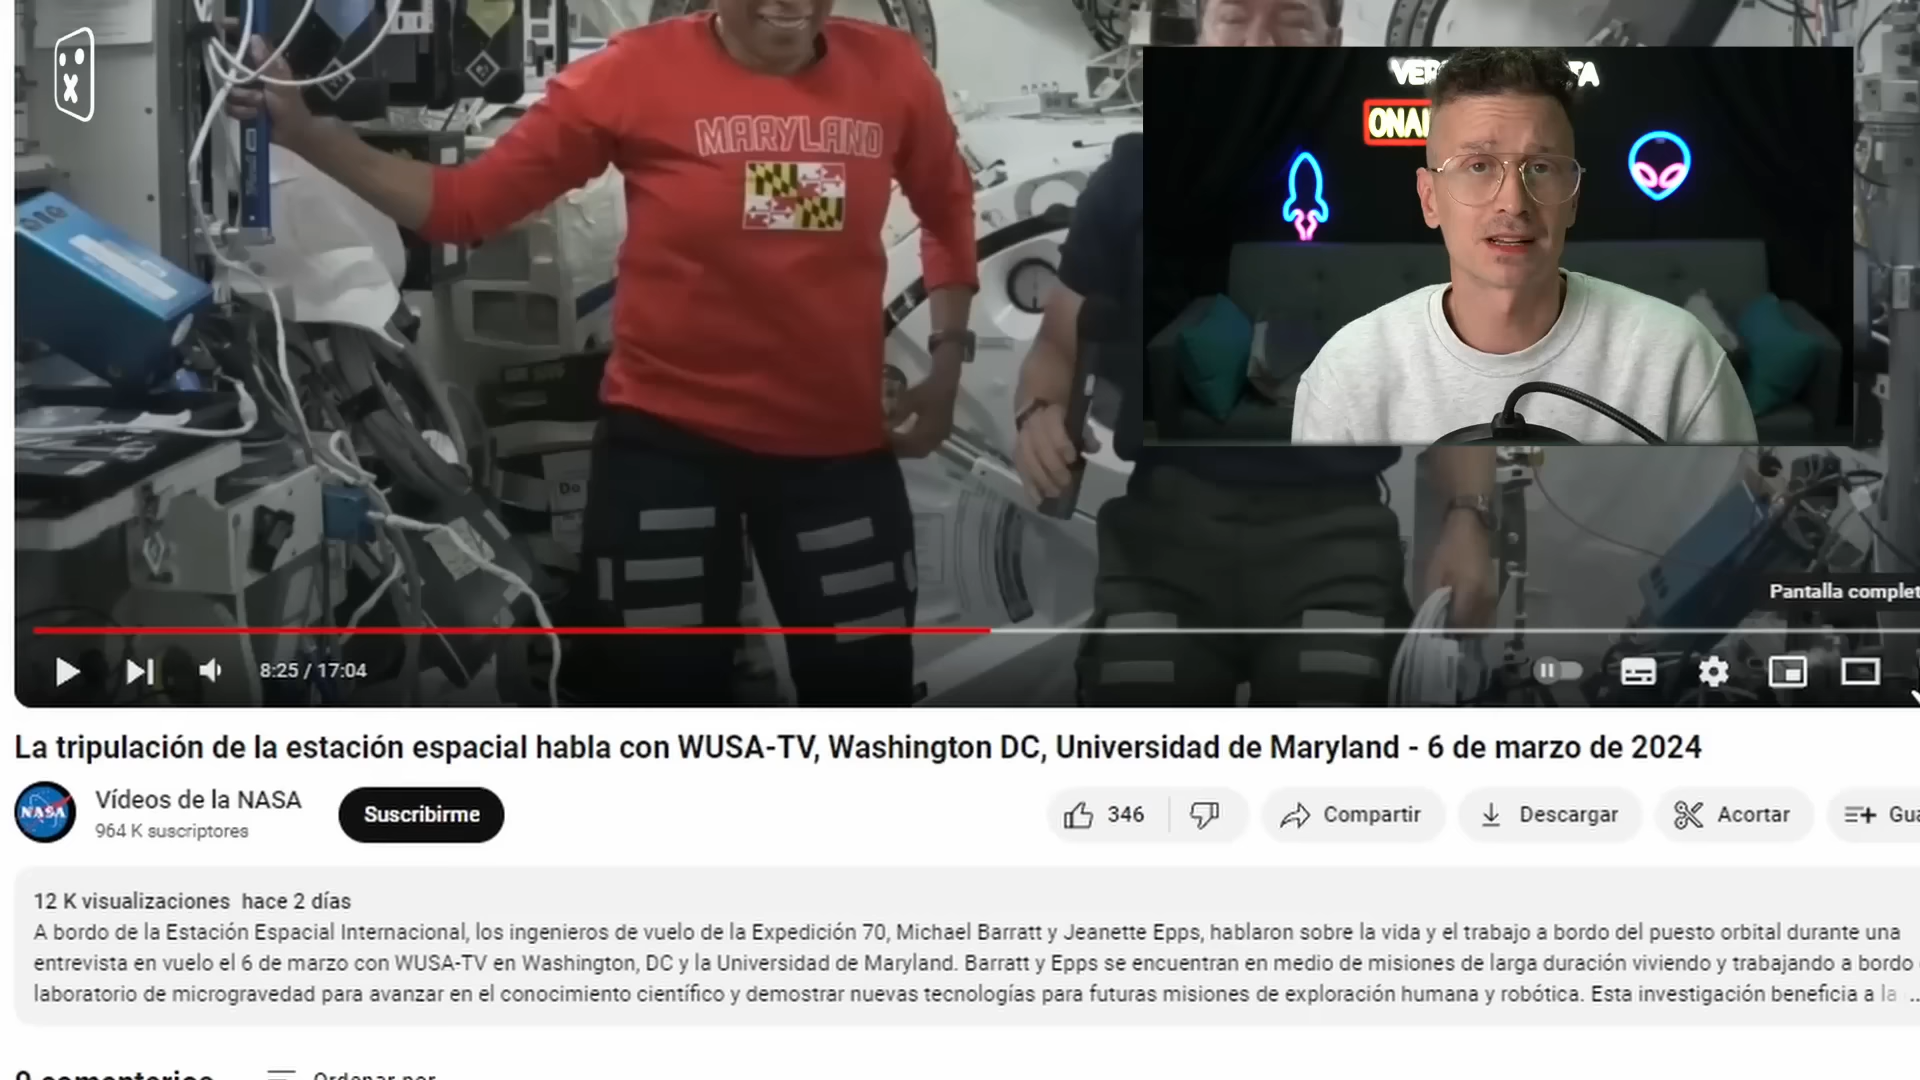 MARYLAND
Pantalla complet
8:25 / 17:04
La tripulación de la estación espacial habla con WUSA-TV, Washington DC, Universidad de Maryland - 6 de marzo de 2024
NASA
Vídeos de la NASA
964 K suscriptores
Suscribirme
346
Compartir
Descargar
Acortar
Gua
12 K visualizaciones hace 2 días
A bordo de la Estación Espacial Internacional, los ingenieros de vuelo de la Expedición 70, Michael Barratt y Jeanette Epps, hablaron sobre la vida y el trabajo a bordo del puesto orbital durante una
entrevista en vuelo el 6 de marzo con WUSA-TV en Washington, DC y la Universidad de Maryland. Barratt y Epps se encuentran en medio de misiones de larga duración viviendo y trabajando a bordo
laboratorio de microgravedad para avanzar en el conocimiento científico y demostrar nuevas tecnologías para futuras misiones de exploración humana y robótica. Esta investigación beneficia a la ...
comentarios
Ordenar por